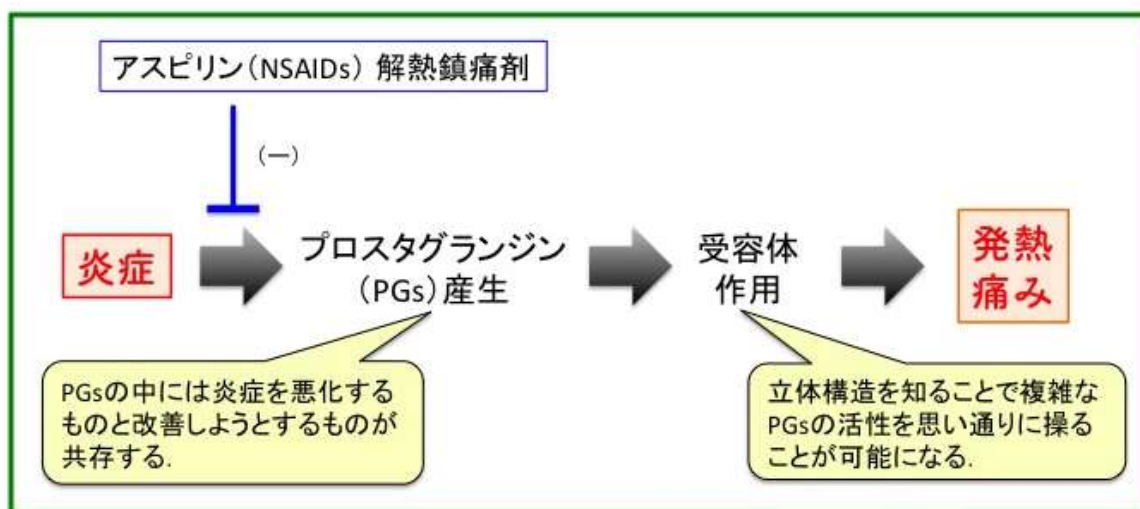 アスピリン(NSAIDs) 解熱鎮痛剤
(ー)
炎症
プロスタグランジン
(PGs)産生
受容体
作用
発熱
痛み
PGsの中には炎症を悪化する
ものと改善しようとするものが
共存する.
立体構造を知ることで複雑な
PGsの活性を思い通りに操る
ことが可能になる.